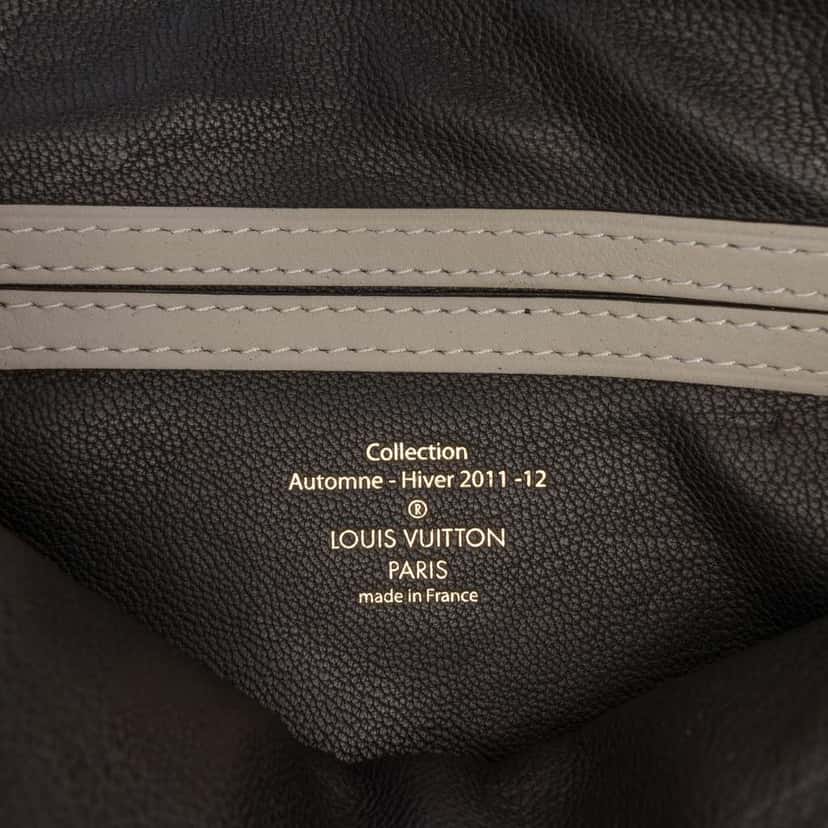 Collection
Automne - Hiver 2011 -12
®
LOUIS VUITTON
PARIS
made in France